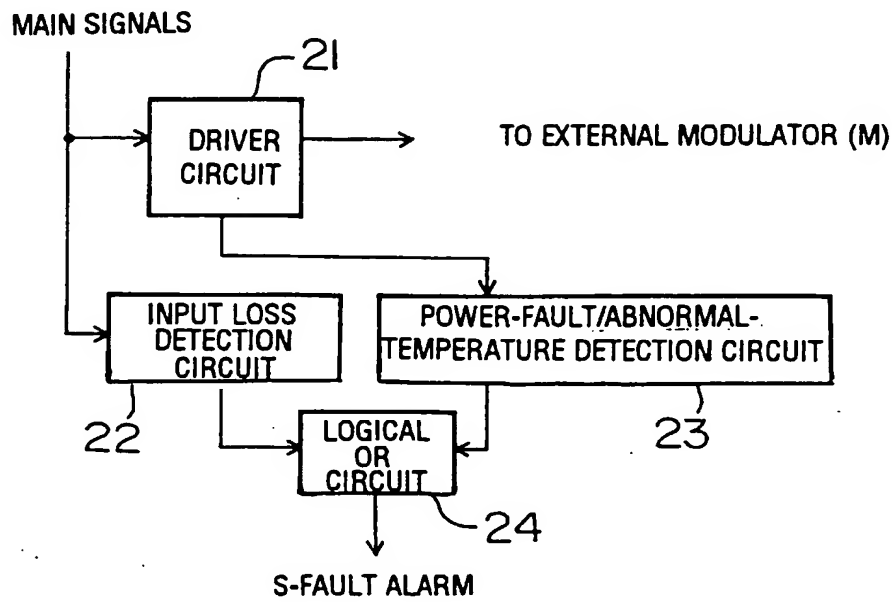 MAIN SIGNALS
21
DRIVER
CIRCUIT
TO EXTERNAL MODULATOR (M)
INPUT LOSS
DETECTION
CIRCUIT
POWER-FAULT/ABNORMAL-
TEMPERATURE DETECTION CIRCUIT
22
23
LOGICAL
OR
CIRCUIT
24
S-FAULT ALARM